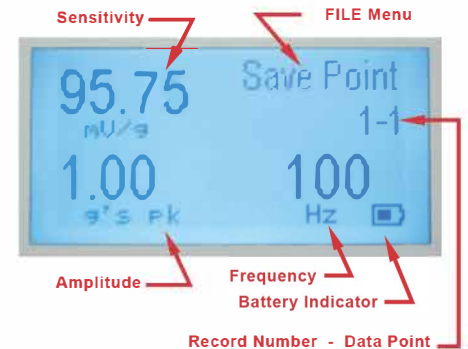 Sensitivity
FILE Menu
95.75
mV/g
Save Point
1-1
1.00
g's pk
100
Hz
Amplitude
Frequency
Battery Indicator
Record Number - Data Point